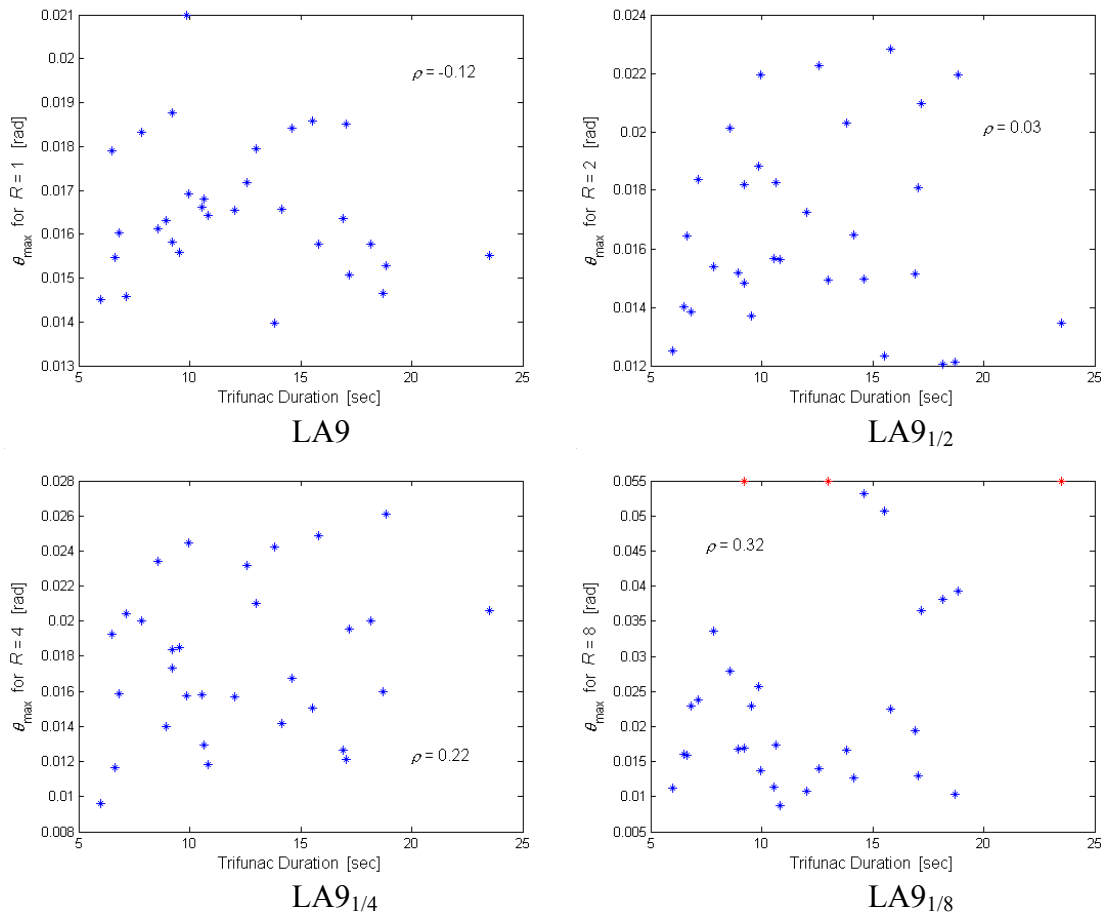 0.021
0.02
0.019
0.018
0.017
0.016
0.015
0.014
0.013
θmax for R = 1 [rad]
ρ = -0.12
5 10 15 20 25
Trifunac Duration [sec]
LA9
0.024
0.022
0.02
0.018
0.016
0.014
0.012
θmax for R = 2 [rad]
ρ = 0.03
5 10 15 20 25
Trifunac Duration [sec]
LA91/2
0.028
0.026
0.024
0.022
0.02
0.018
0.016
0.014
0.012
0.01
0.008
θmax for R = 4 [rad]
ρ = 0.22
5 10 15 20 25
Trifunac Duration [sec]
LA91/4
0.055
0.05
0.045
0.04
0.035
0.03
0.025
0.02
0.015
0.01
0.005
θmax for R = 8 [rad]
ρ = 0.32
5 10 15 20 25
Trifunac Duration [sec]
LA91/8